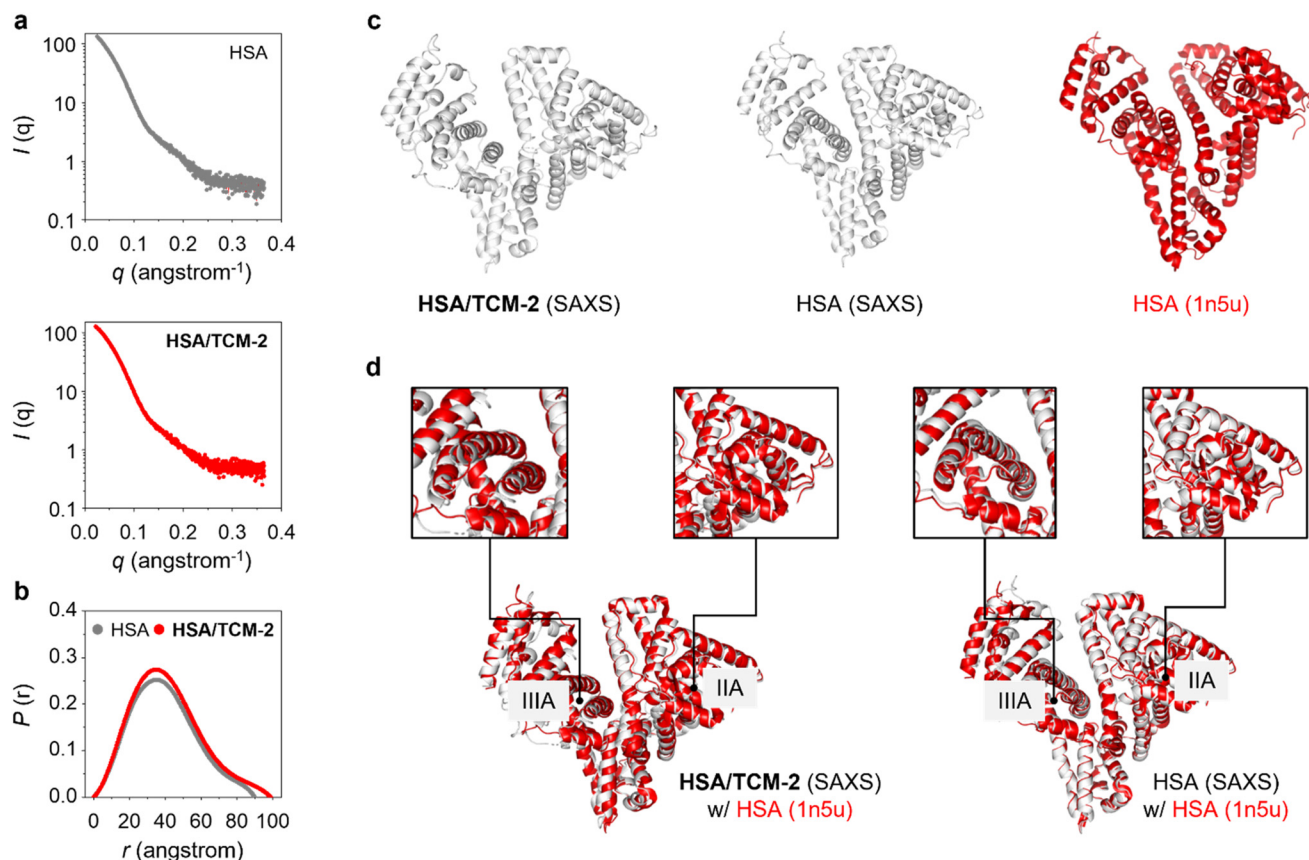 a
100
10
1
0.1
I (q)
HSA
0.0 0.1 0.2 0.3 0.4
q (angstrom-1)
100
10
1
0.1
I (q)
HSA/TCM-2
0.0 0.1 0.2 0.3 0.4
q (angstrom-1)
b
0.4
0.3
0.2
0.1
0.0
P (r)
HSA HSA/TCM-2
0 20 40 60 80 100
r (angstrom)
c
HSA/TCM-2 (SAXS)
HSA (SAXS)
HSA (1n5u)
d
IIIA
IIA
HSA/TCM-2 (SAXS)
w/ HSA (1n5u)
IIIA
IIA
HSA (SAXS)
w/ HSA (1n5u)